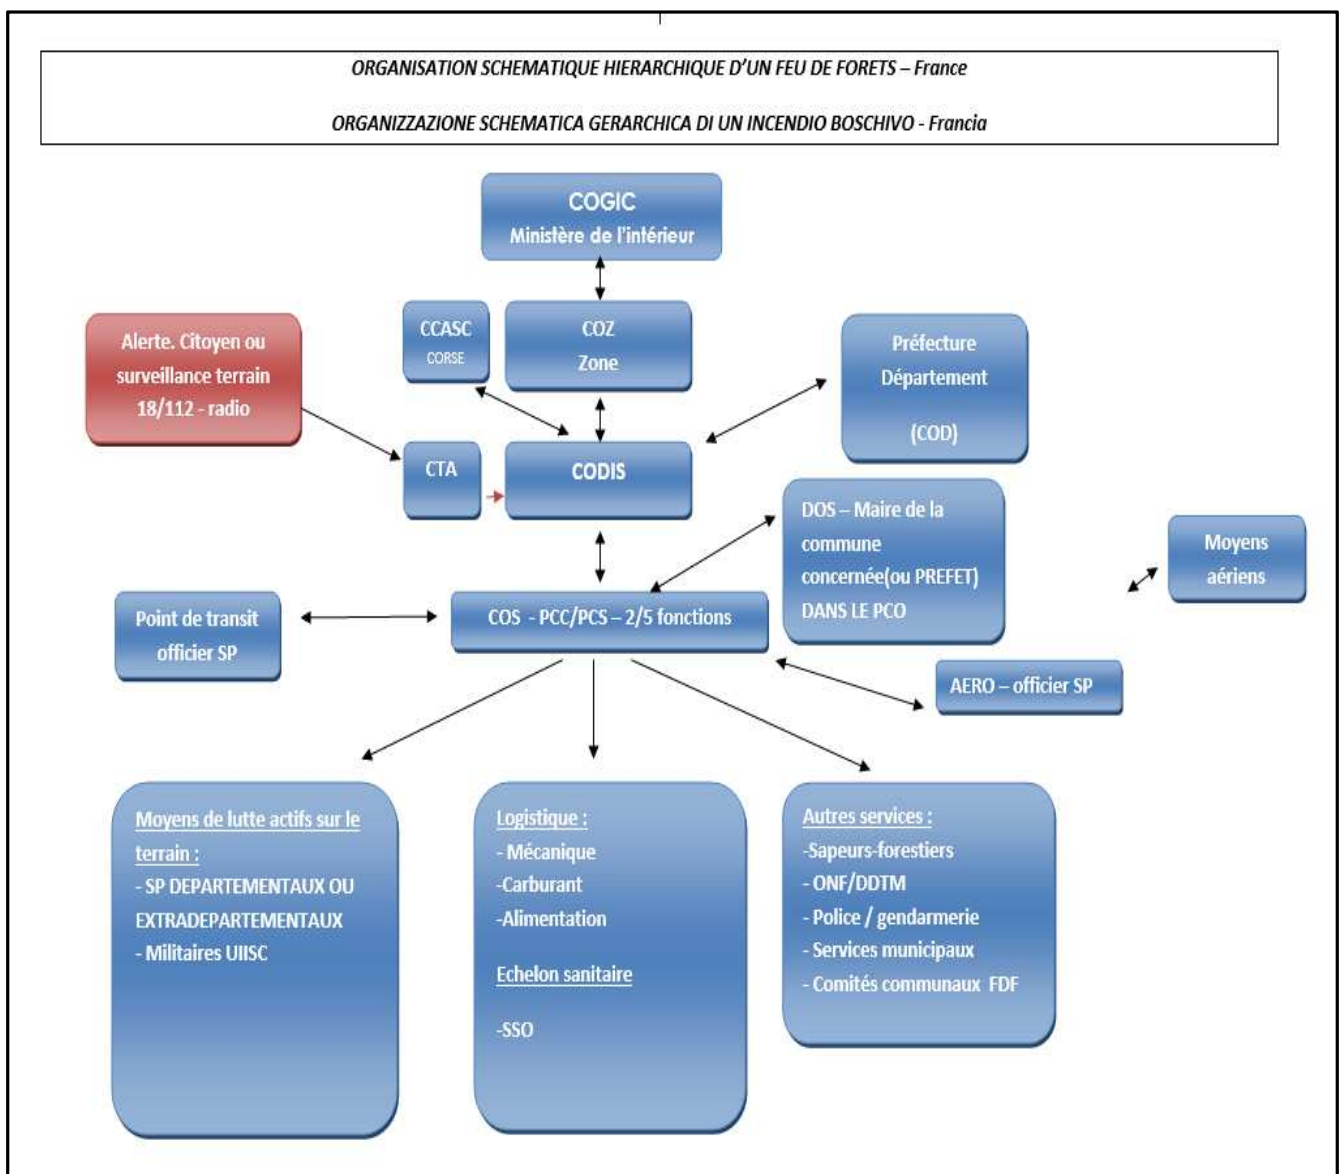 ORGANISATION SCHEMATIQUE HIERARCHIQUE D'UN FEU DE FORETS – France
ORGANIZZAZIONE SCHEMATICA GERARCHICA DI UN INCENDIO BOSCHIVO - Francia
COGIC
Ministère de l'intérieur
CCASC
CORSE
COZ
Zone
Alerte. Citoyen ou
surveillance terrain
18/112 - radio
Préfecture
Département
(COD)
CTA
CODIS
DOS – Maire de la
commune
concernée(ou PREFET)
DANS LE PCO
Moyens
aériens
Point de transit
officier SP
COS - PCC/PCS – 2/5 fonctions
AERO – officier SP
Moyens de lutte actifs sur le
terrain :
- SP DEPARTEMENTAUX OU
EXTRADEPARTEMENTAUX
- Militaires UIISC
Logistique :
- Mécanique
-Carburant
-Alimentation
Echelon sanitaire
-SSO
Autres services :
-Sapeurs-forestiers
- ONF/DDTM
- Police / gendarmerie
- Services municipaux
- Comités communaux FDF